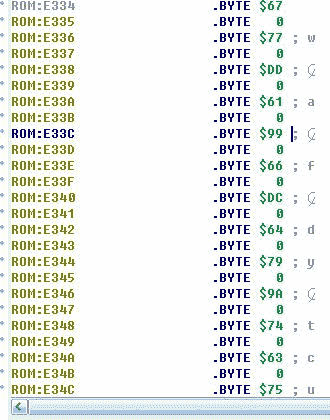 ROM:E334 .BYTE $67
ROM:E335 .BYTE 0
ROM:E336 .BYTE $77 ; w
ROM:E337 .BYTE 0
ROM:E338 .BYTE $DD ;
ROM:E339 .BYTE 0
ROM:E33A .BYTE $61 ; a
ROM:E33B .BYTE 0
ROM:E33C .BYTE $99 ;
ROM:E33D .BYTE 0
ROM:E33E .BYTE $66 ; f
ROM:E33F .BYTE 0
ROM:E340 .BYTE $DC ;
ROM:E341 .BYTE 0
ROM:E342 .BYTE $64 ; d
ROM:E343 .BYTE 0
ROM:E344 .BYTE $79 ; y
ROM:E345 .BYTE 0
ROM:E346 .BYTE $9A ;
ROM:E347 .BYTE 0
ROM:E348 .BYTE $74 ; t
ROM:E349 .BYTE 0
ROM:E34A .BYTE $63 ; c
ROM:E34B .BYTE 0
ROM:E34C .BYTE $75 ; u